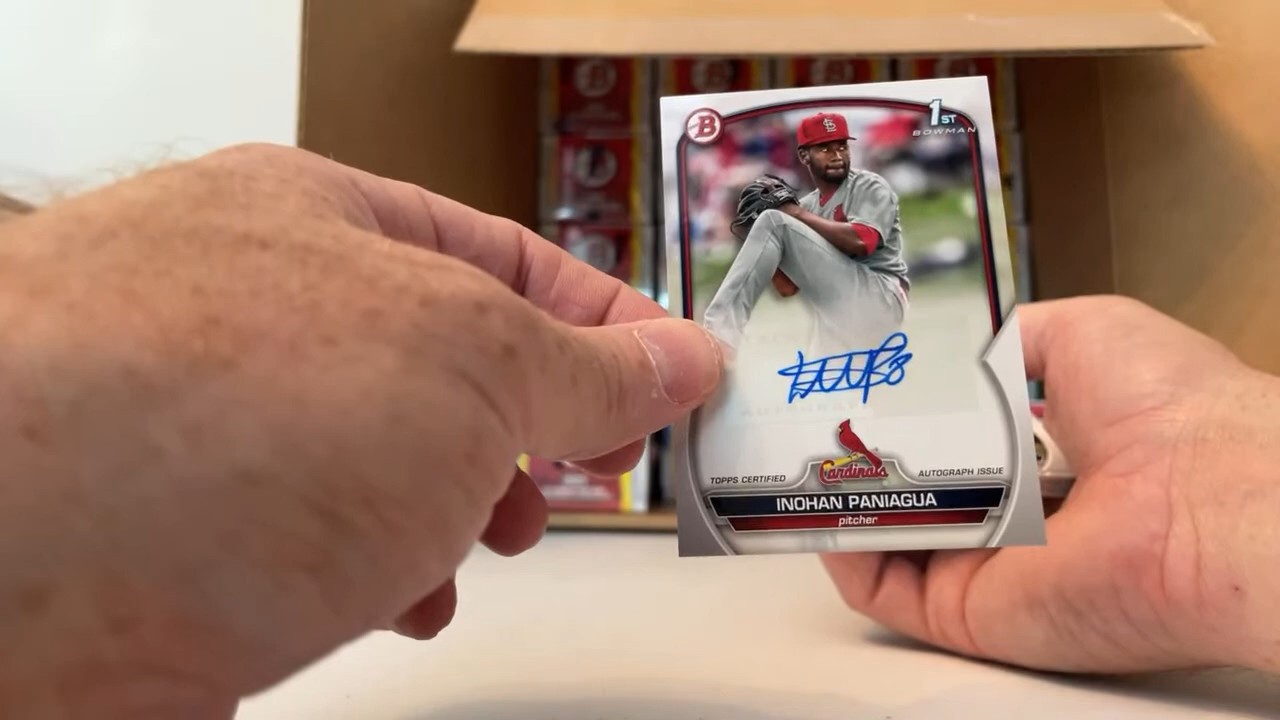 B
1ST
BOWMAN
TOPPS CERTIFIED
Cardinals
AUTOGRAPH ISSUE
INOHAN PANIAGUA
pitcher